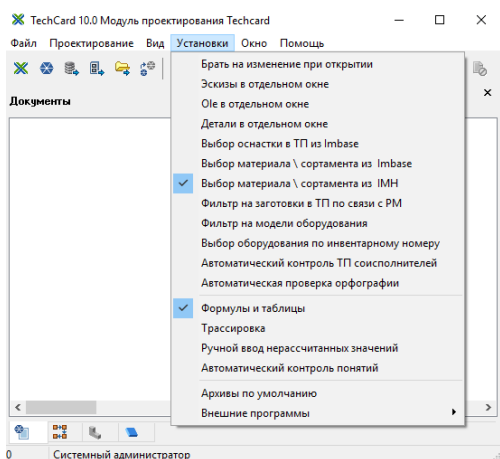 TechCard 10.0 Модуль проектирования Techcard
Файл Проектирование Вид Установки Окно Помощь
Документы
Брать на изменение при открытии
Эскизы в отдельном окне
Ole в отдельном окне
Детали в отдельном окне
Выбор оснастки в ТП из Imbase
Выбор материала \ сортамента из Imbase
Выбор материала \ сортамента из IMH
Фильтр на заготовки в ТП по связи с РМ
Фильтр на модели оборудования
Выбор оборудования по инвентарному номеру
Автоматический контроль ТП соисполнителей
Автоматическая проверка орфографии
Формулы и таблицы
Трассировка
Ручной ввод нерассчитанных значений
Автоматический контроль понятий
Архивы по умолчанию
Внешние программы
0 Системный администратор